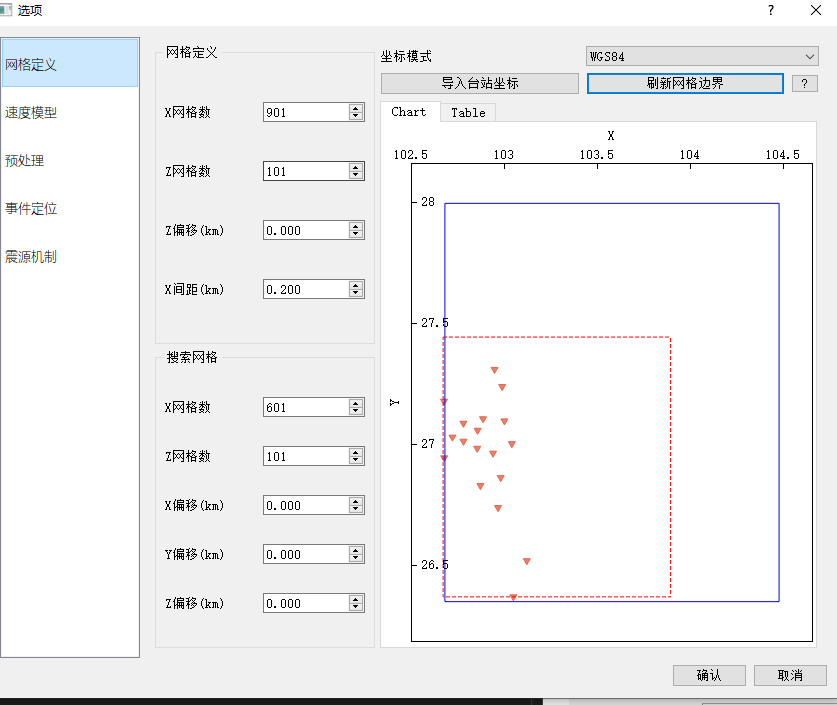 选项
?
网格定义
速度模型
预处理
事件定位
震源机制
网格定义
X网格数
901
Z网格数
101
Z偏移(km)
0.000
X间距(km)
0.200
搜索网格
X网格数
601
Z网格数
101
X偏移(km)
0.000
Y偏移(km)
0.000
Z偏移(km)
0.000
坐标模式
WGS84
导入台站坐标
刷新网格边界
?
Chart
Table
X
102.5
103
103.5
104
104.5
28
27.5
Y
27
26.5
确认
取消